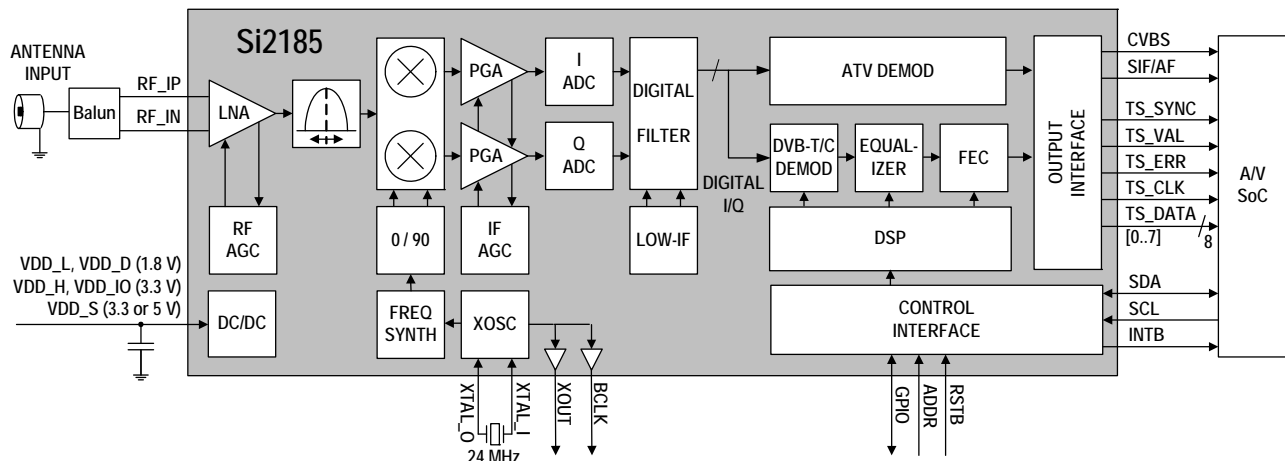 Si2185
ANTENNA
INPUT
Balun
RF_IP
RF_IN
LNA
PGA
PGA
I
ADC
Q
ADC
DIGITAL
FILTER
DIGITAL
I/Q
ATV DEMOD
DVB-T/C
DEMOD
EQUAL-
IZER
FEC
OUTPUT
INTERFACE
CVBS
SIF/AF
TS_SYNC
TS_VAL
TS_ERR
TS_CLK
TS_DATA
[0..7]
8
A/V
SoC
RF
AGC
0 / 90
IF
AGC
LOW-IF
DSP
VDD_L, VDD_D (1.8 V)
VDD_H, VDD_IO (3.3 V)
VDD_S (3.3 or 5 V)
DC/DC
FREQ
SYNTH
XOSC
CONTROL
INTERFACE
SDA
SCL
INTB
XTAL_O
XTAL_I
24 MHz
XOUT
BCLK
GPIO
ADDR
RSTB